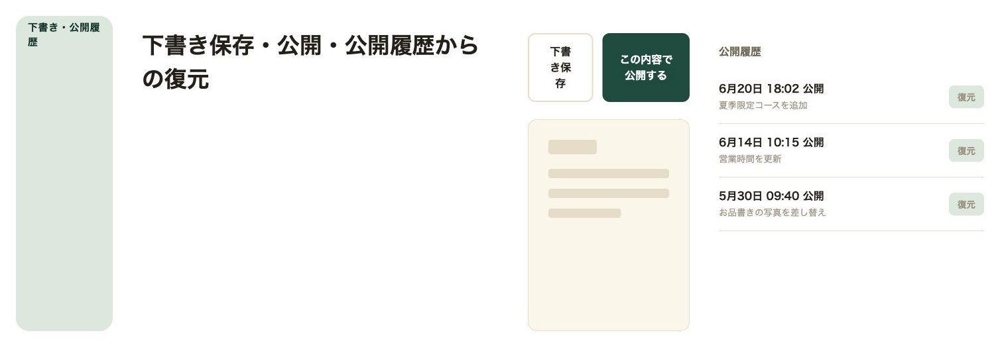 下書き・公開履
歴
下書き保存・公開・公開履歴から
の復元
下書
き保
存
この内容で
公開する
公開履歴
6月20日 18:02 公開
夏季限定コースを追加
復元
6月14日 10:15 公開
営業時間を更新
復元
5月30日 09:40 公開
お品書きの写真を差し替え
復元